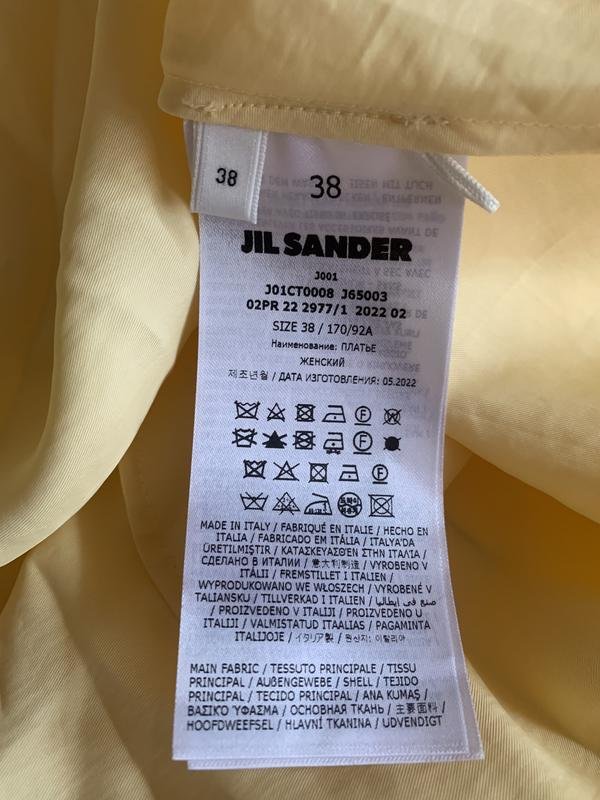 38
38
JIL SANDER
J001
J01CT0008 J65003
02PR 22 2977/1 2022 02
SIZE 38 / 170/92A
Наименование: ПЛАТЬЕ
ЖЕНСКИЙ
제조년월 / ДАТА ИЗГОТОВЛЕНИЯ: 05.2022
MADE IN ITALY / FABRIQUÉ EN ITALIE / HECHO EN
ITALIA / FABRICADO EM ITÁLIA / ITALYA'DA
ÜRETILMIŞTIR / ΚΑΤΑΣΚΕΥΑΣΘΕΝ ΣΤΗΝ ΙΤΑΛΙΑ /
СДЕЛАНО В ИТАЛИИ / 意大利制造 / VYROBENO V
ITÁLII / FREMSTILLET I ITALIEN /
WYPRODUKOWANO WE WŁOSZECH / VYROBENÉ V
TALIANSKU / TILLVERKAD I ITALIEN / صنع في إيطاليا
/ PROIZVEDENO V ITALIJI / PROIZVEDENO U
ITALIJI / VALMISTATUD ITAALIAS / PAGAMINTA
ITALIJOJE / イタリア製 / 원산지: 이탈리아
MAIN FABRIC / TESSUTO PRINCIPALE / TISSU
PRINCIPAL / AUßENGEWEBE / SHELL / TEJIDO
PRINCIPAL / TECIDO PRINCIPAL / ANA KUMAŞ /
ΒΑΣΙΚΌ ΎΦΑΣΜΑ / ОСНОВНАЯ ТКАНЬ / 主要面料 /
HOOFDWEEFSEL / HLAVNÍ TKANINA / UDVENDIGT